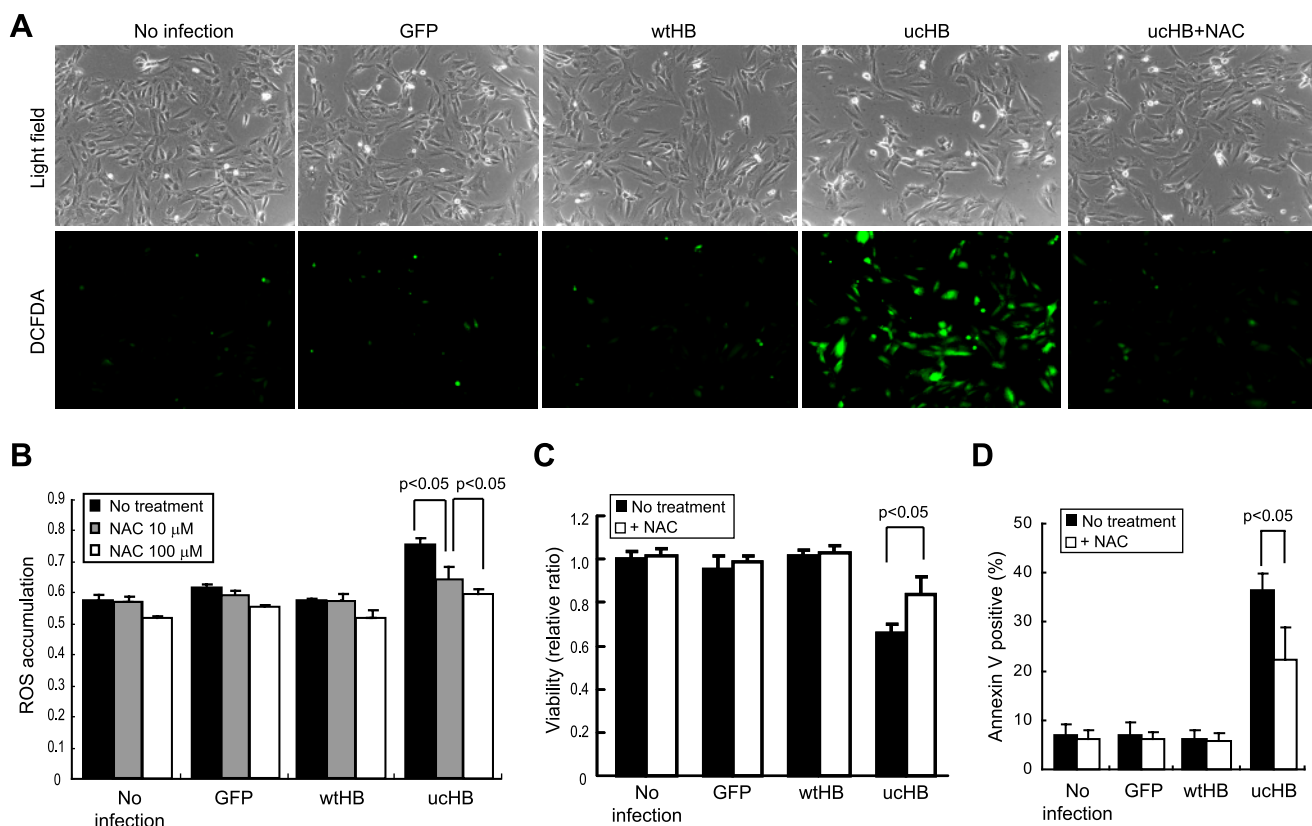 A
No infection
GFP
wtHB
ucHB
ucHB+NAC
Light field
DCFDA
B
ROS accumulation
0.9
0.8
0.7
0.6
0.5
0.4
0.3
0.2
0.1
0
No treatment
NAC 10 μM
NAC 100 μM
p<0.05
p<0.05
No
infection
GFP
wtHB
ucHB
C
Viability (relative ratio)
1.2
1.0
0.8
0.6
0.4
0.2
0
No treatment
+ NAC
p<0.05
No
infection
GFP
wtHB
ucHB
D
Annexin V positive (%)
50
40
30
20
10
0
No treatment
+ NAC
p<0.05
No
infection
GFP
wtHB
ucHB